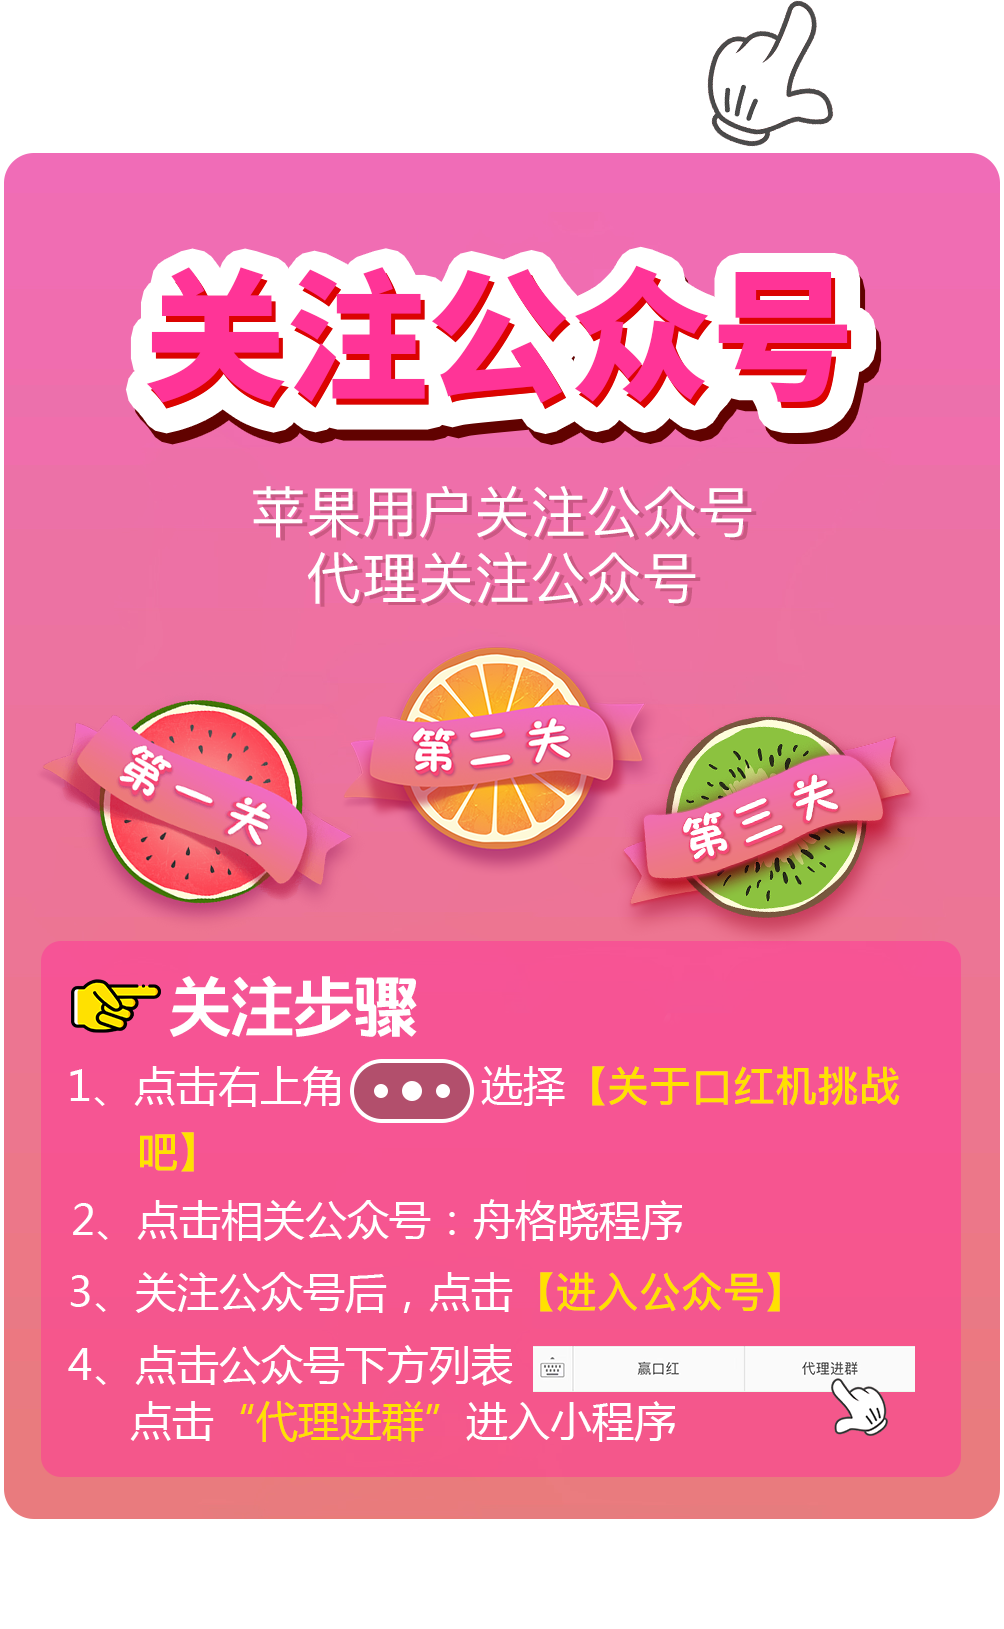 关注公众号
苹果用户关注公众号
代理关注公众号
第一关
第二关
第三关
关注步骤
1、点击右上角 选择【关于口红机挑战
吧】
2、点击相关公众号：舟格晓程序
3、关注公众号后，点击【进入公众号】
4、点击公众号下方列表 赢口红 代理进群
点击“代理进群”进入小程序